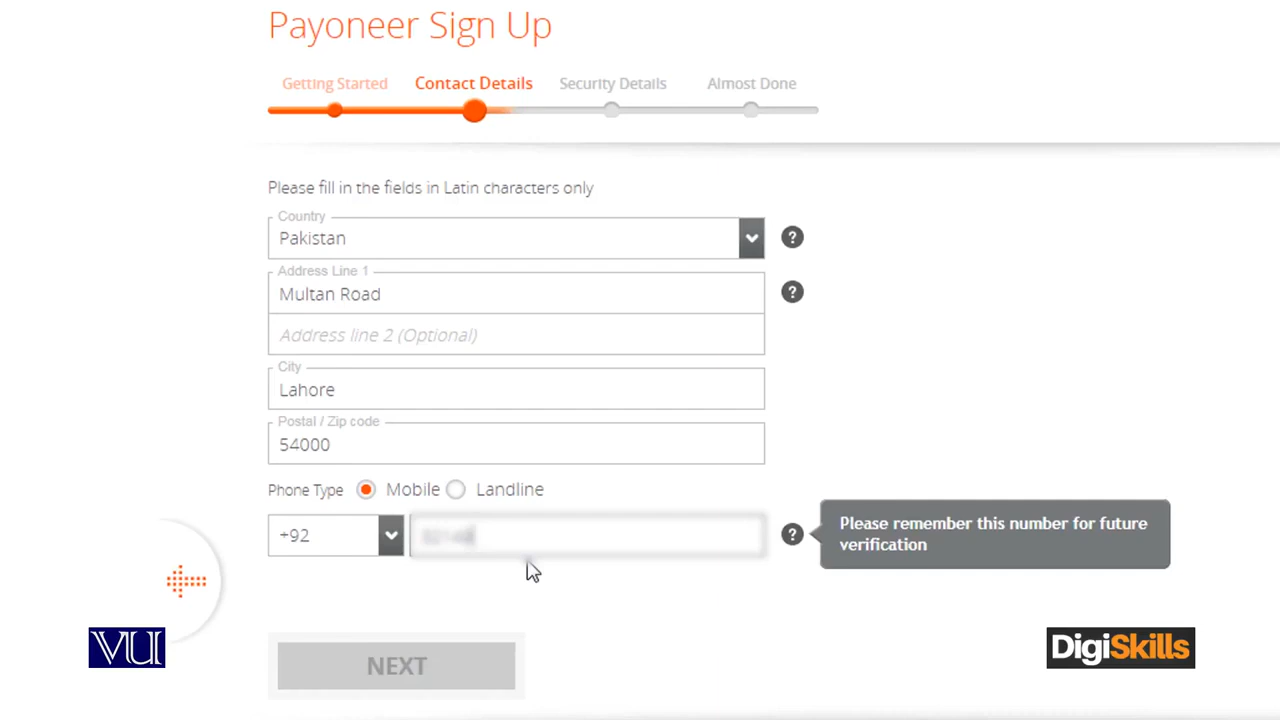 Payoneer Sign Up
Getting Started Contact Details Security Details Almost Done
Please fill in the fields in Latin characters only
Country
Pakistan
?
Address Line 1
Multan Road
?
Address line 2 (Optional)
City
Lahore
Postal / Zip code
54000
Phone Type Mobile Landline
+92
?
Please remember this number for future
verification
VU
DigiSkills
NEXT